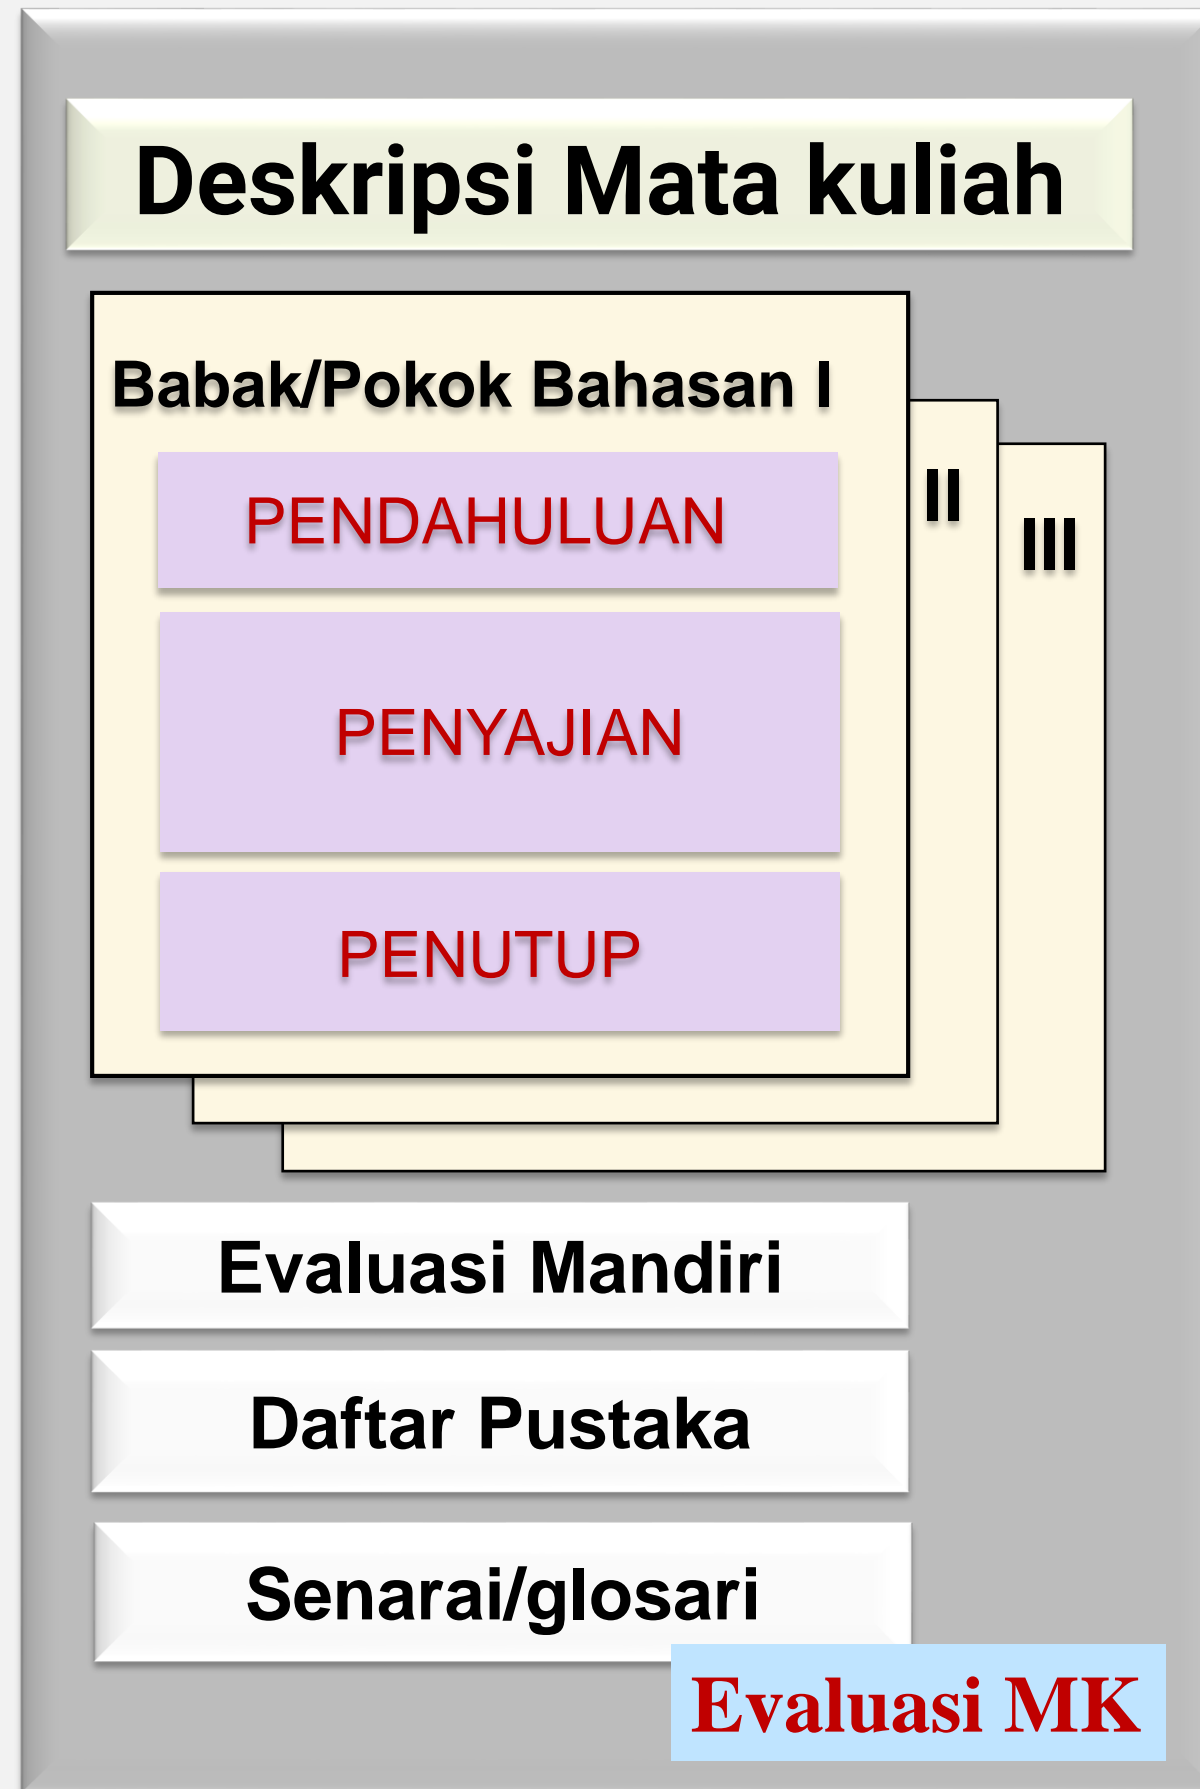 Deskripsi Mata kuliah
Babak/Pokok Bahasan I
II
III
PENDAHULUAN
PENYAJIAN
PENUTUP
Evaluasi Mandiri
Daftar Pustaka
Senarai/glosari
Evaluasi MK